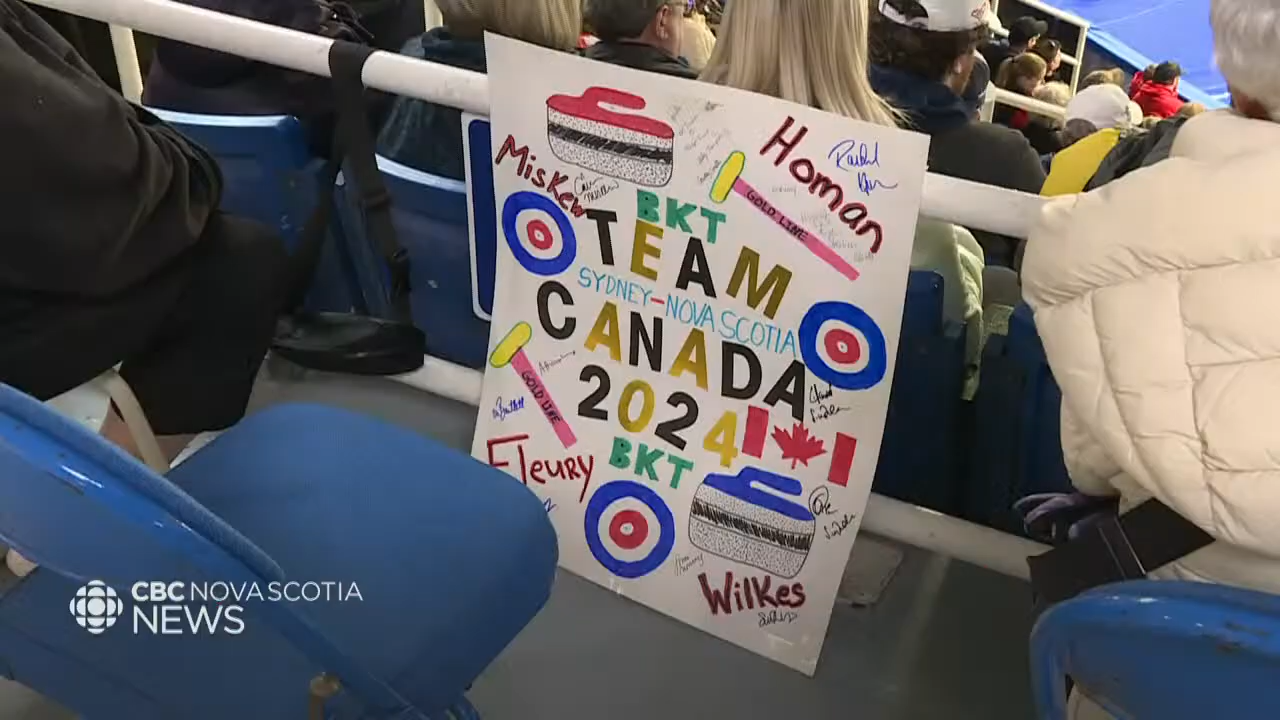 Miskew
Homan
BKT
GOLD LINE
TEAM
SYDNEY-NOVA SCOTIA
CANADA
2024
GOLD LINE
BKT
Fleury
Wilkes
CBC NOVA SCOTIA
NEWS